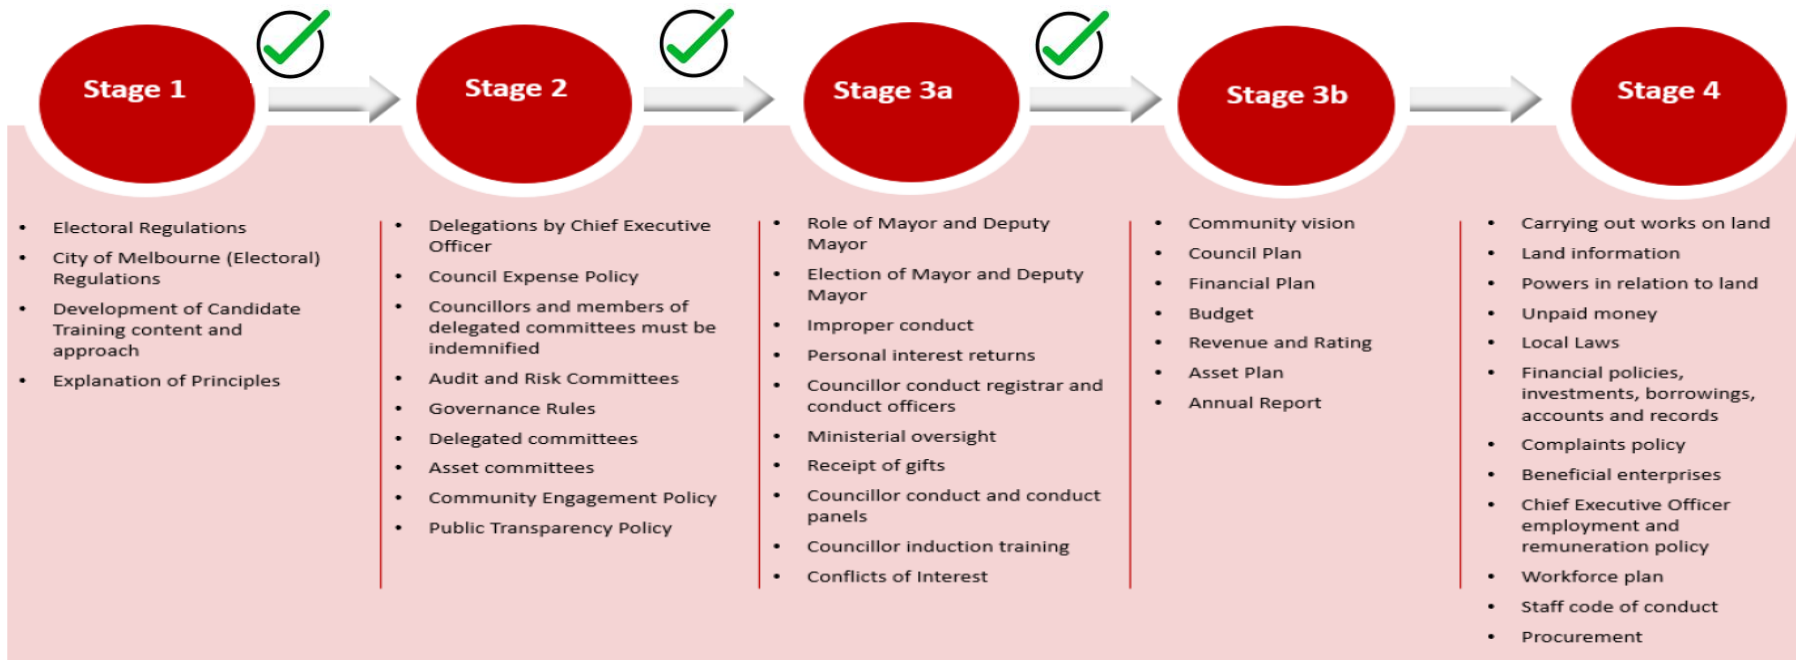 Stage 1
Stage 2
Stage 3a
Stage 3b
Stage 4
• Electoral Regulations
• City of Melbourne (Electoral)
Regulations
• Development of Candidate
Training content and
approach
• Explanation of Principles
• Delegations by Chief Executive
Officer
• Council Expense Policy
• Councillors and members of
delegated committees must be
indemnified
• Audit and Risk Committees
• Governance Rules
• Delegated committees
• Asset committees
• Community Engagement Policy
• Public Transparency Policy
• Role of Mayor and Deputy
Mayor
• Election of Mayor and Deputy
Mayor
• Improper conduct
• Personal interest returns
• Councillor conduct registrar and
conduct officers
• Ministerial oversight
• Receipt of gifts
• Councillor conduct and conduct
panels
• Councillor induction training
• Conflicts of Interest
• Community vision
• Council Plan
• Financial Plan
• Budget
• Revenue and Rating
• Asset Plan
• Annual Report
• Carrying out works on land
• Land information
• Powers in relation to land
• Unpaid money
• Local Laws
• Financial policies,
investments, borrowings,
accounts and records
• Complaints policy
• Beneficial enterprises
• Chief Executive Officer
employment and
remuneration policy
• Workforce plan
• Staff code of conduct
• Procurement